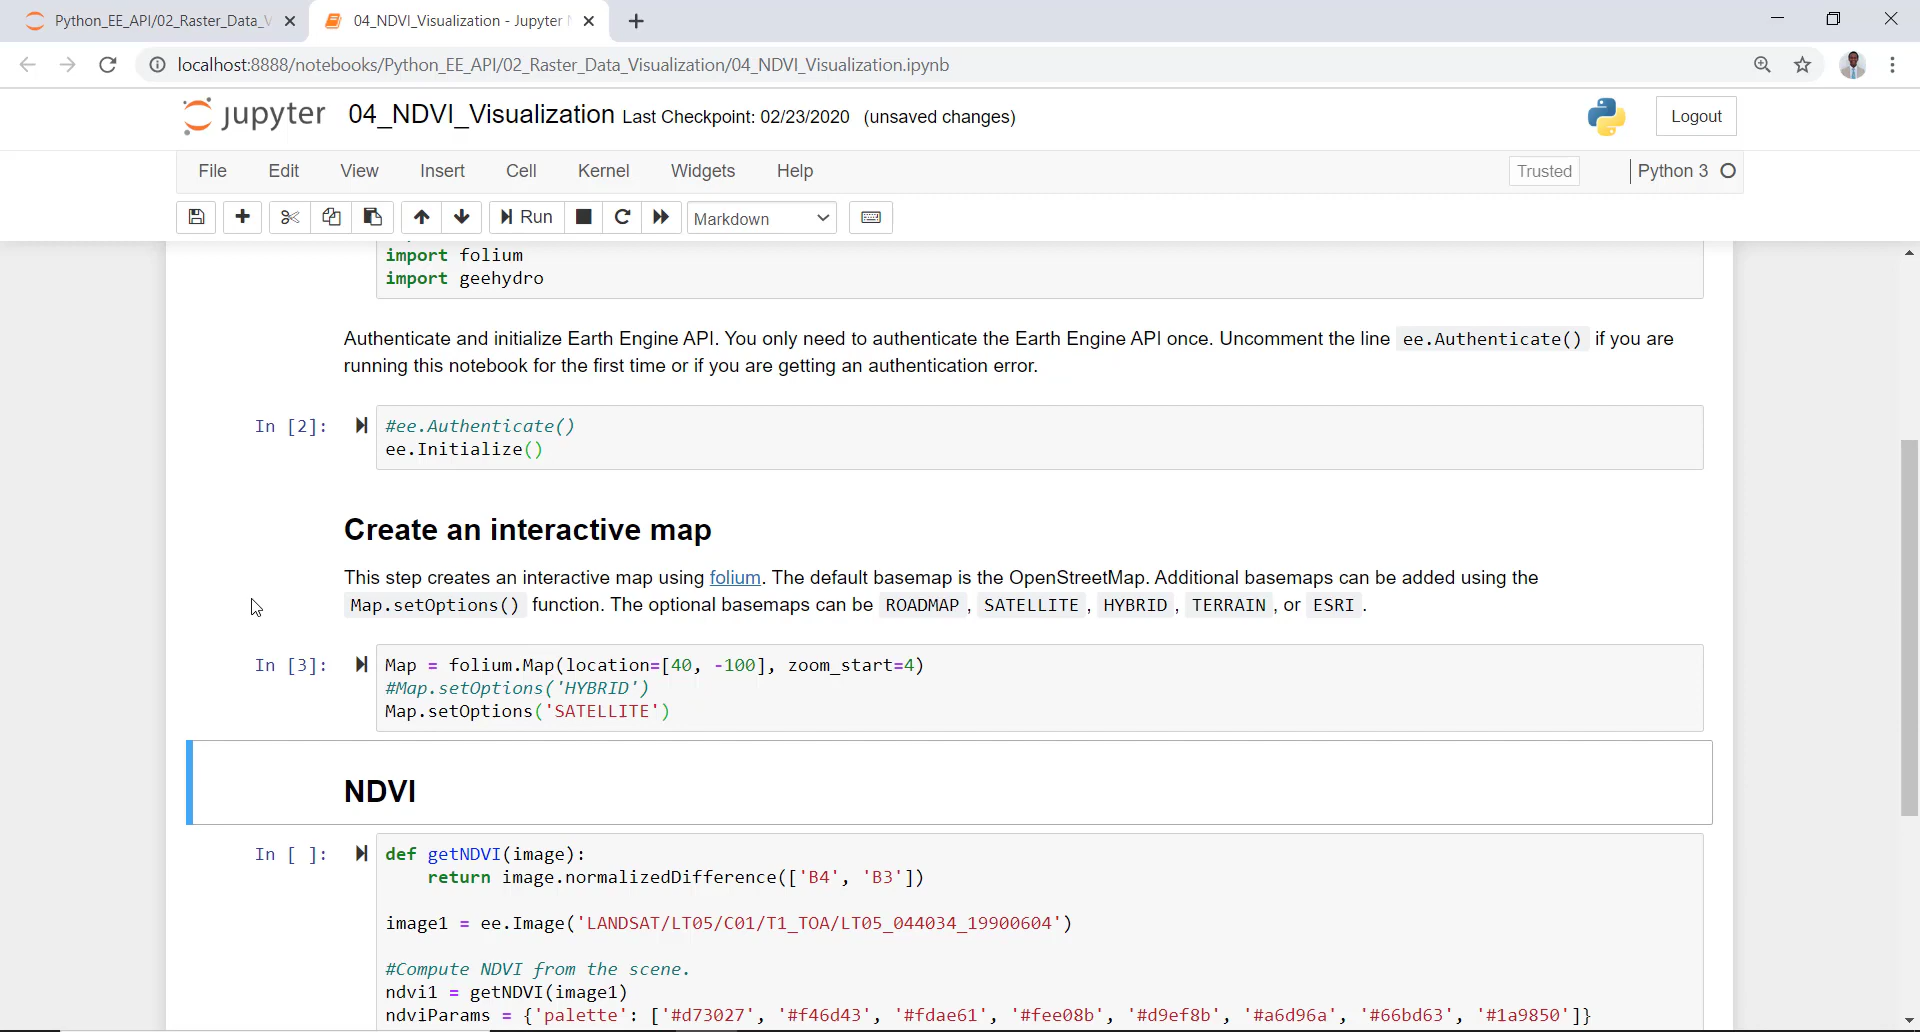 Python_EE_API/02_Raster_Data_V
04_NDVI_Visualization - Jupyter
localhost:8888/notebooks/Python_EE_API/02_Raster_Data_Visualization/04_NDVI_Visualization.ipynb
jupyter 04_NDVI_Visualization Last Checkpoint: 02/23/2020 (unsaved changes)
Logout
File Edit View Insert Cell Kernel Widgets Help
Trusted Python 3
Run Markdown
import folium
import geehydro
Authenticate and initialize Earth Engine API. You only need to authenticate the Earth Engine API once. Uncomment the line ee.Authenticate() if you are
running this notebook for the first time or if you are getting an authentication error.
In [2]: #ee.Authenticate()
ee.Initialize()
Create an interactive map
This step creates an interactive map using folium. The default basemap is the OpenStreetMap. Additional basemaps can be added using the
Map.setOptions() function. The optional basemaps can be ROADMAP , SATELLITE , HYBRID , TERRAIN , or ESRI .
In [3]: Map = folium.Map(location=[40, -100], zoom_start=4)
#Map.setOptions('HYBRID')
Map.setOptions('SATELLITE')
NDVI
In [ ]: def getNDVI(image):
return image.normalizedDifference(['B4', 'B3'])
image1 = ee.Image('LANDSAT/LT05/C01/T1_TOA/LT05_044034_19900604')
#Compute NDVI from the scene.
ndvi1 = getNDVI(image1)
ndviParams = {'palette': ['#d73027', '#f46d43', '#fdae61', '#fee08b', '#d9ef8b', '#a6d96a', '#66bd63', '#1a9850']}